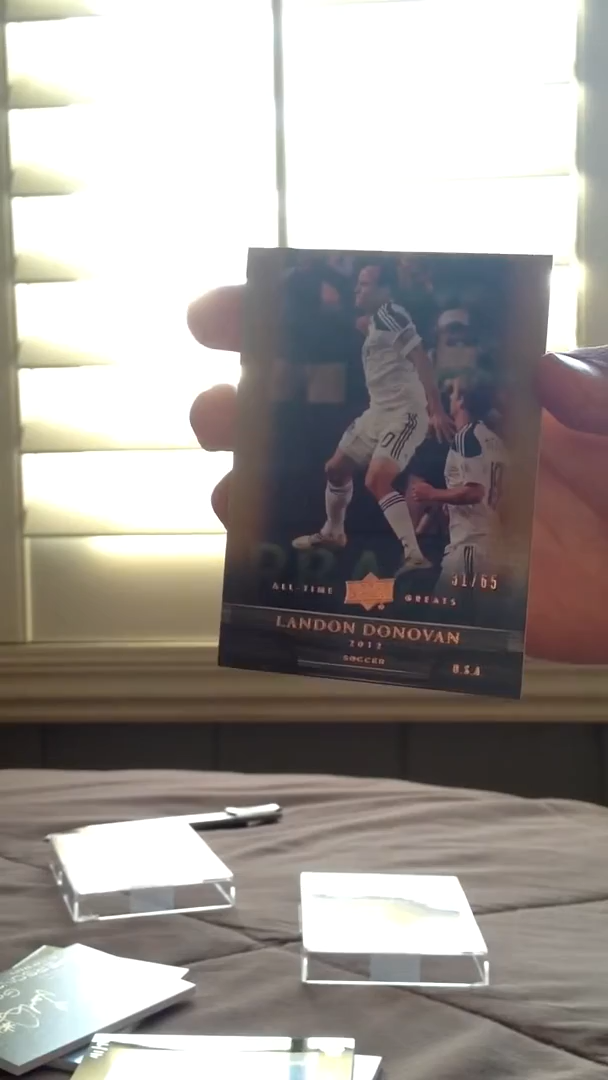 31/65
ALL-TIME GREATS
LANDON DONOVAN
2012
SOCCER
U.S.A